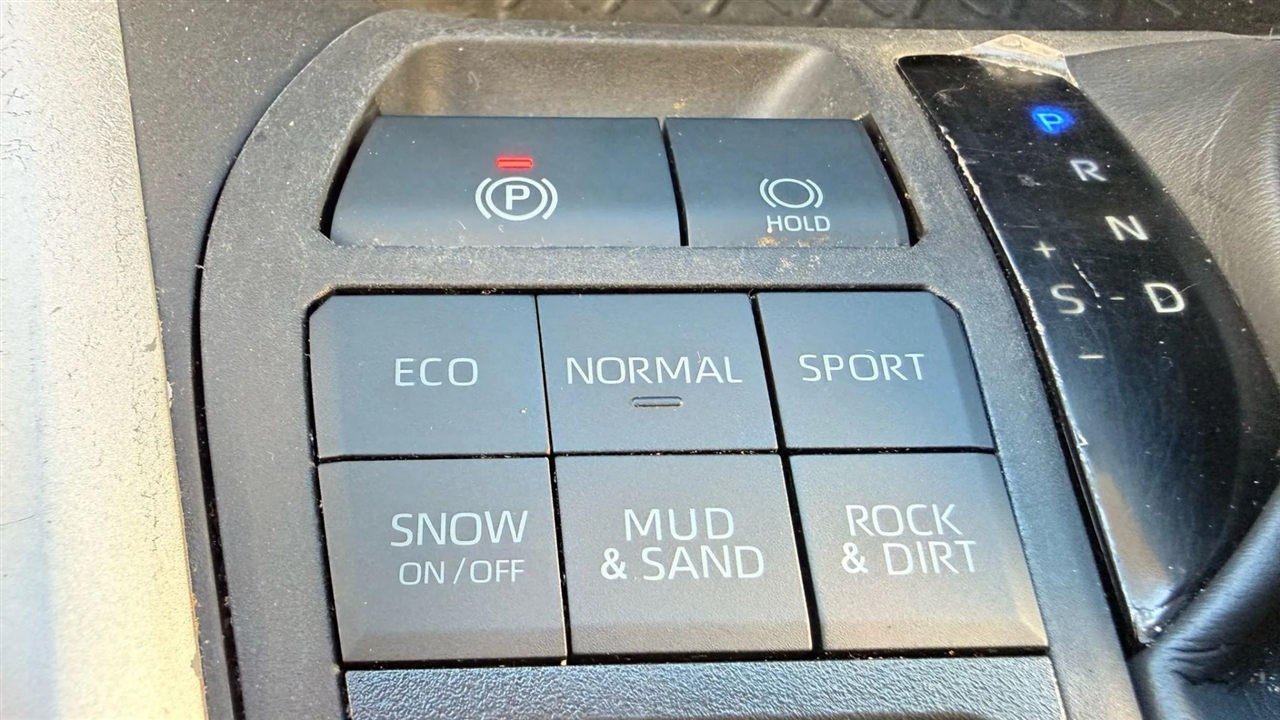 P
HOLD
P
R
N
+
S - D
−
ECO
NORMAL
SPORT
SNOW
ON/OFF
MUD
& SAND
ROCK
& DIRT